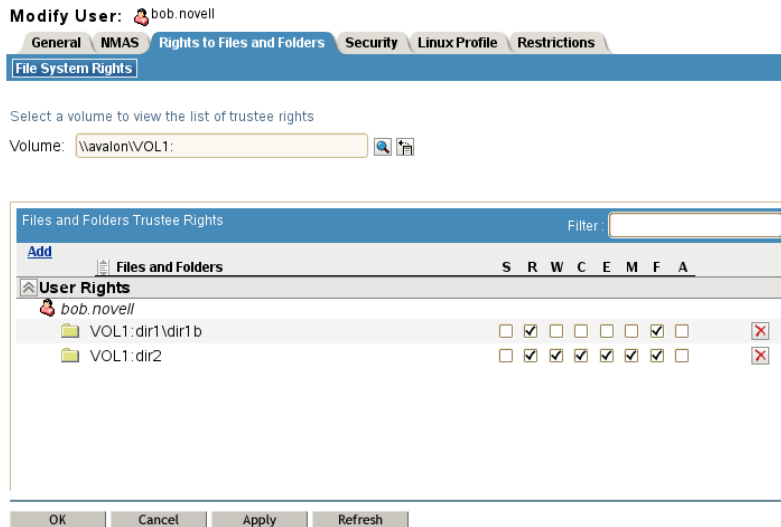 Modify User: bob.novell
General NMAS Rights to Files and Folders Security Linux Profile Restrictions
File System Rights
Select a volume to view the list of trustee rights
Volume: \\avalon\VOL1:
Files and Folders Trustee Rights Filter :
Add
Files and Folders S R W C E M F A
User Rights
bob.novell
VOL1:dir1\dir1b
VOL1:dir2
OK Cancel Apply Refresh